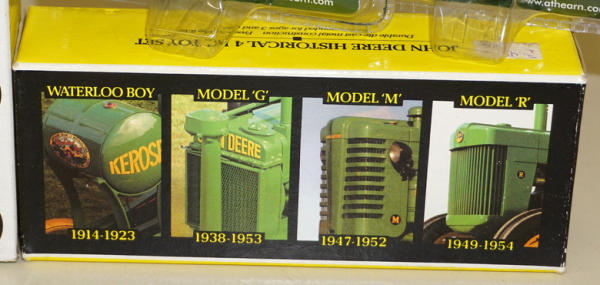 www.athearn.com
JOHN DEERE HISTORICAL 4 PC. TOY SET
WATERLOO BOY
MODEL 'G'
MODEL 'M'
MODEL 'R'
KEROS
DEERE
M
R
1914-1923
1938-1953
1947-1952
1949-1954